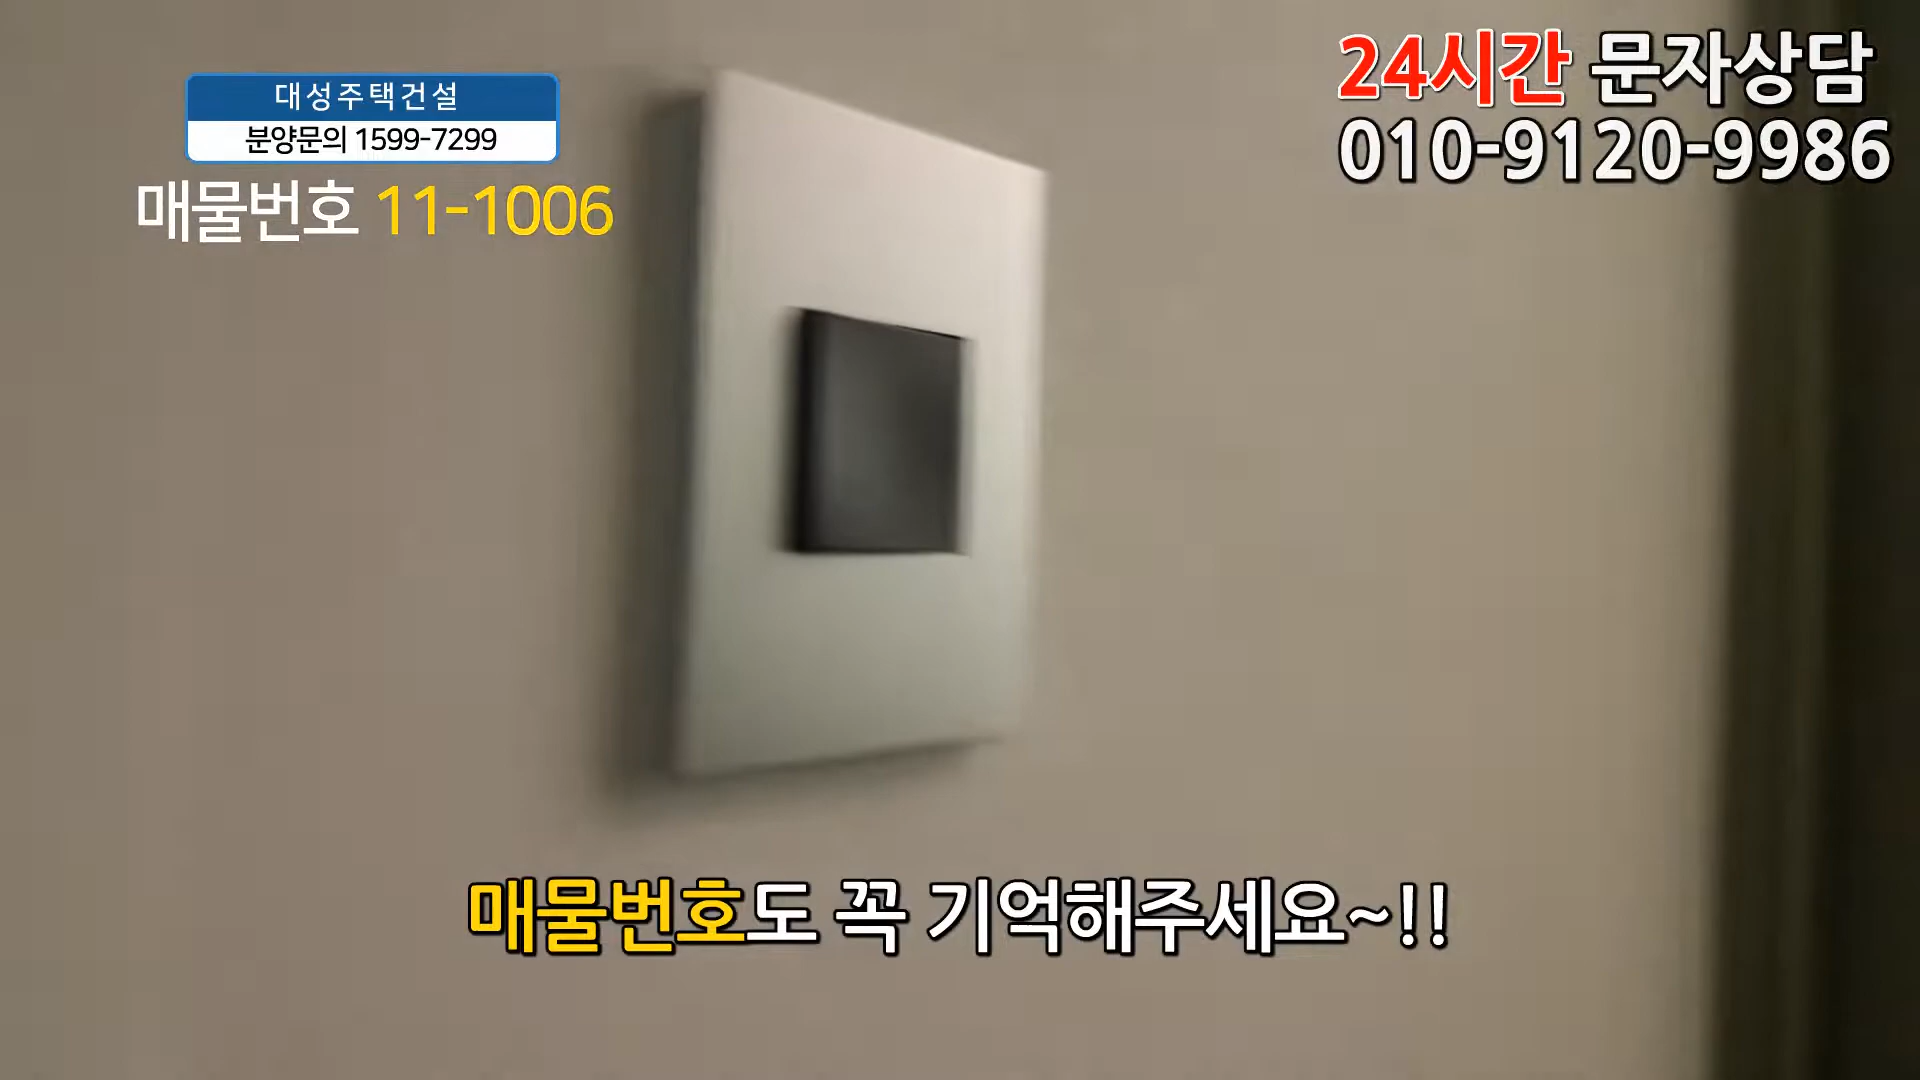 대성주택건설
분양문의 1599-7299
매물번호 11-1006
24시간 문자상담
010-9120-9986
매물번호도 꼭 기억해주세요~!!